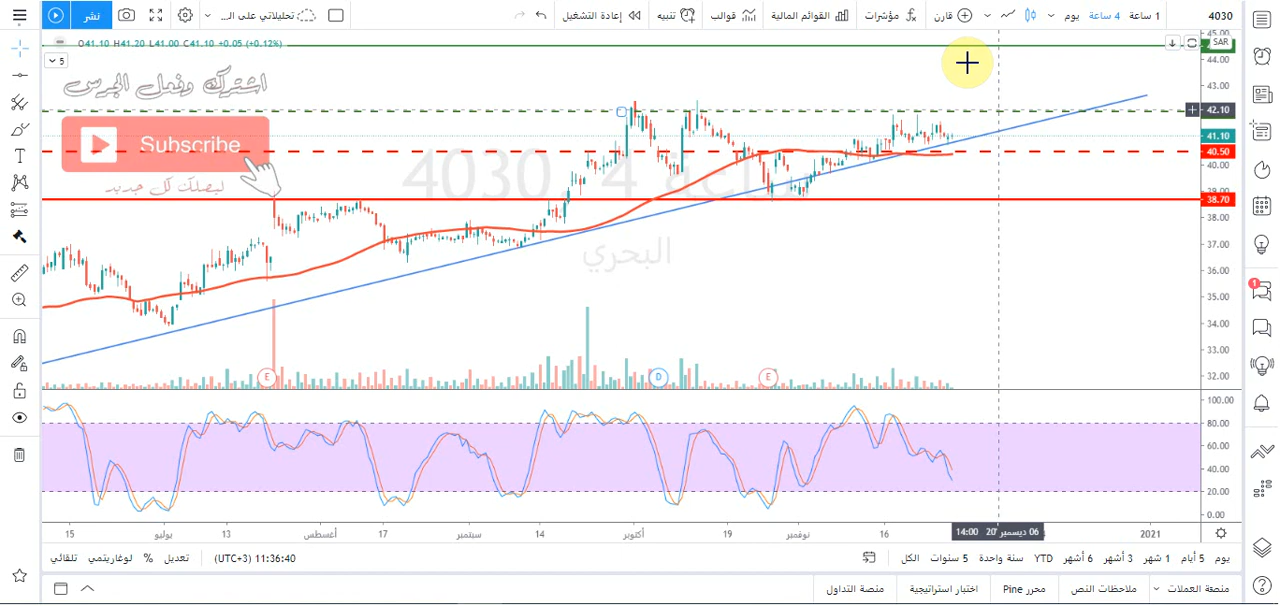 نشر
تحليلاتي على الـ...
إعادة التشغيل
تنبيه
قوالب
القوائم المالية
مؤشرات
قارن
يوم
4 ساعة
1 ساعة
4030
O41.10 H41.20 L41.00 C41.10 +0.05 (+0.12%)
5
SAR
اشترك وفعل الجرس
Subscribe
ليصلك كل جديد
4030
البحري
45.00
44.00
43.00
42.10
41.10
40.50
40.00
39.00
38.70
38.00
37.00
36.00
35.00
34.00
33.00
32.00
E
D
E
100.00
80.00
60.00
40.00
20.00
0.00
15
يوليو
13
أغسطس
17
سبتمبر
14
أكتوبر
19
نوفمبر
16
06 ديسمبر '20 14:00
2021
تلقائي
لوغاريتمي
%
تعديل
11:36:40 (UTC+3)
الكل
5 سنوات
سنة واحدة
YTD
6 أشهر
3 أشهر
1 شهر
5 أيام
يوم
منصة التداول
اختبار استراتيجية
محرر Pine
ملاحظات النص
منصة العملات
1